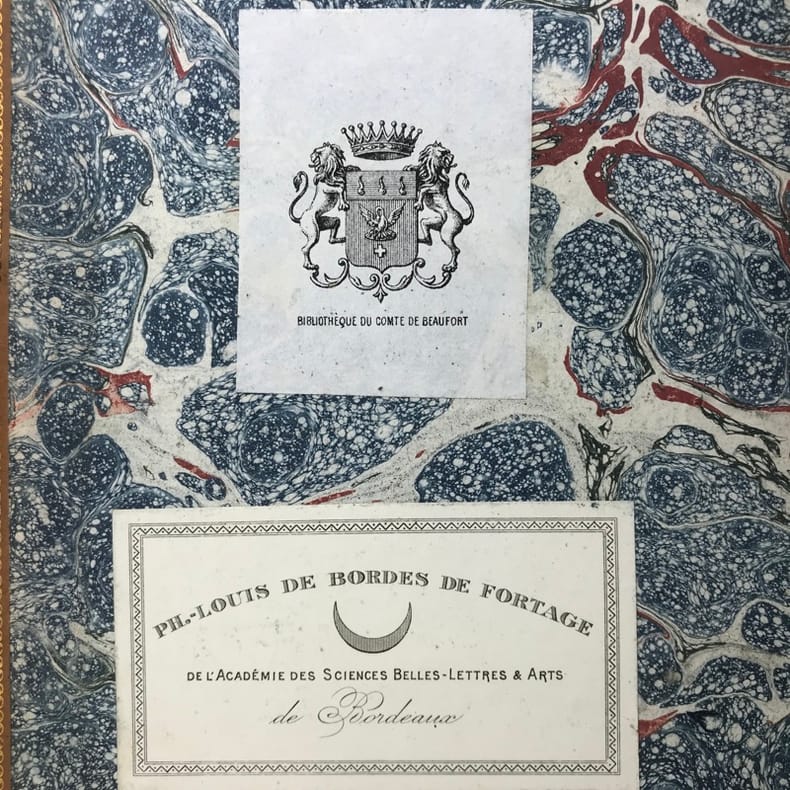 BIBLIOTHÈQUE DU COMTE DE BEAUFORT
PH.-LOUIS DE BORDES DE FORTAGE
DE L'ACADÉMIE DES SCIENCES BELLES-LETTRES & ARTS
de Bordeaux